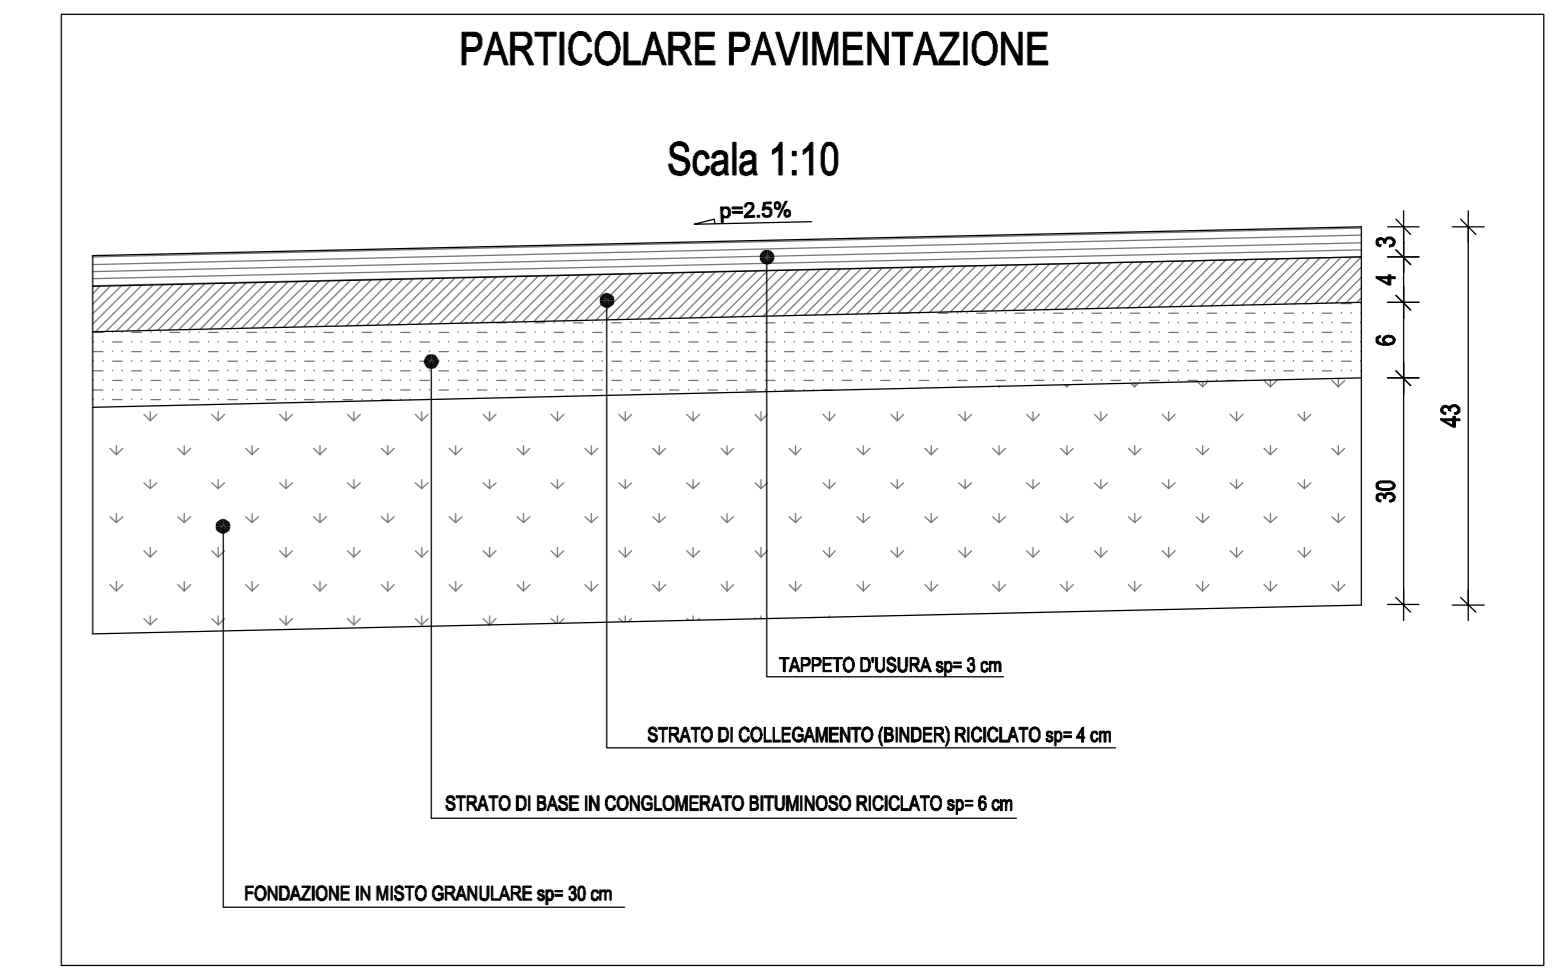 PARTICOLARE PAVIMENTAZIONE
Scala 1:10
p=2.5%
3
4
6
30
43
TAPPETO D'USURA sp= 3 cm
STRATO DI COLLEGAMENTO (BINDER) RICICLATO sp= 4 cm
STRATO DI BASE IN CONGLOMERATO BITUMINOSO RICICLATO sp= 6 cm
FONDAZIONE IN MISTO GRANULARE sp= 30 cm